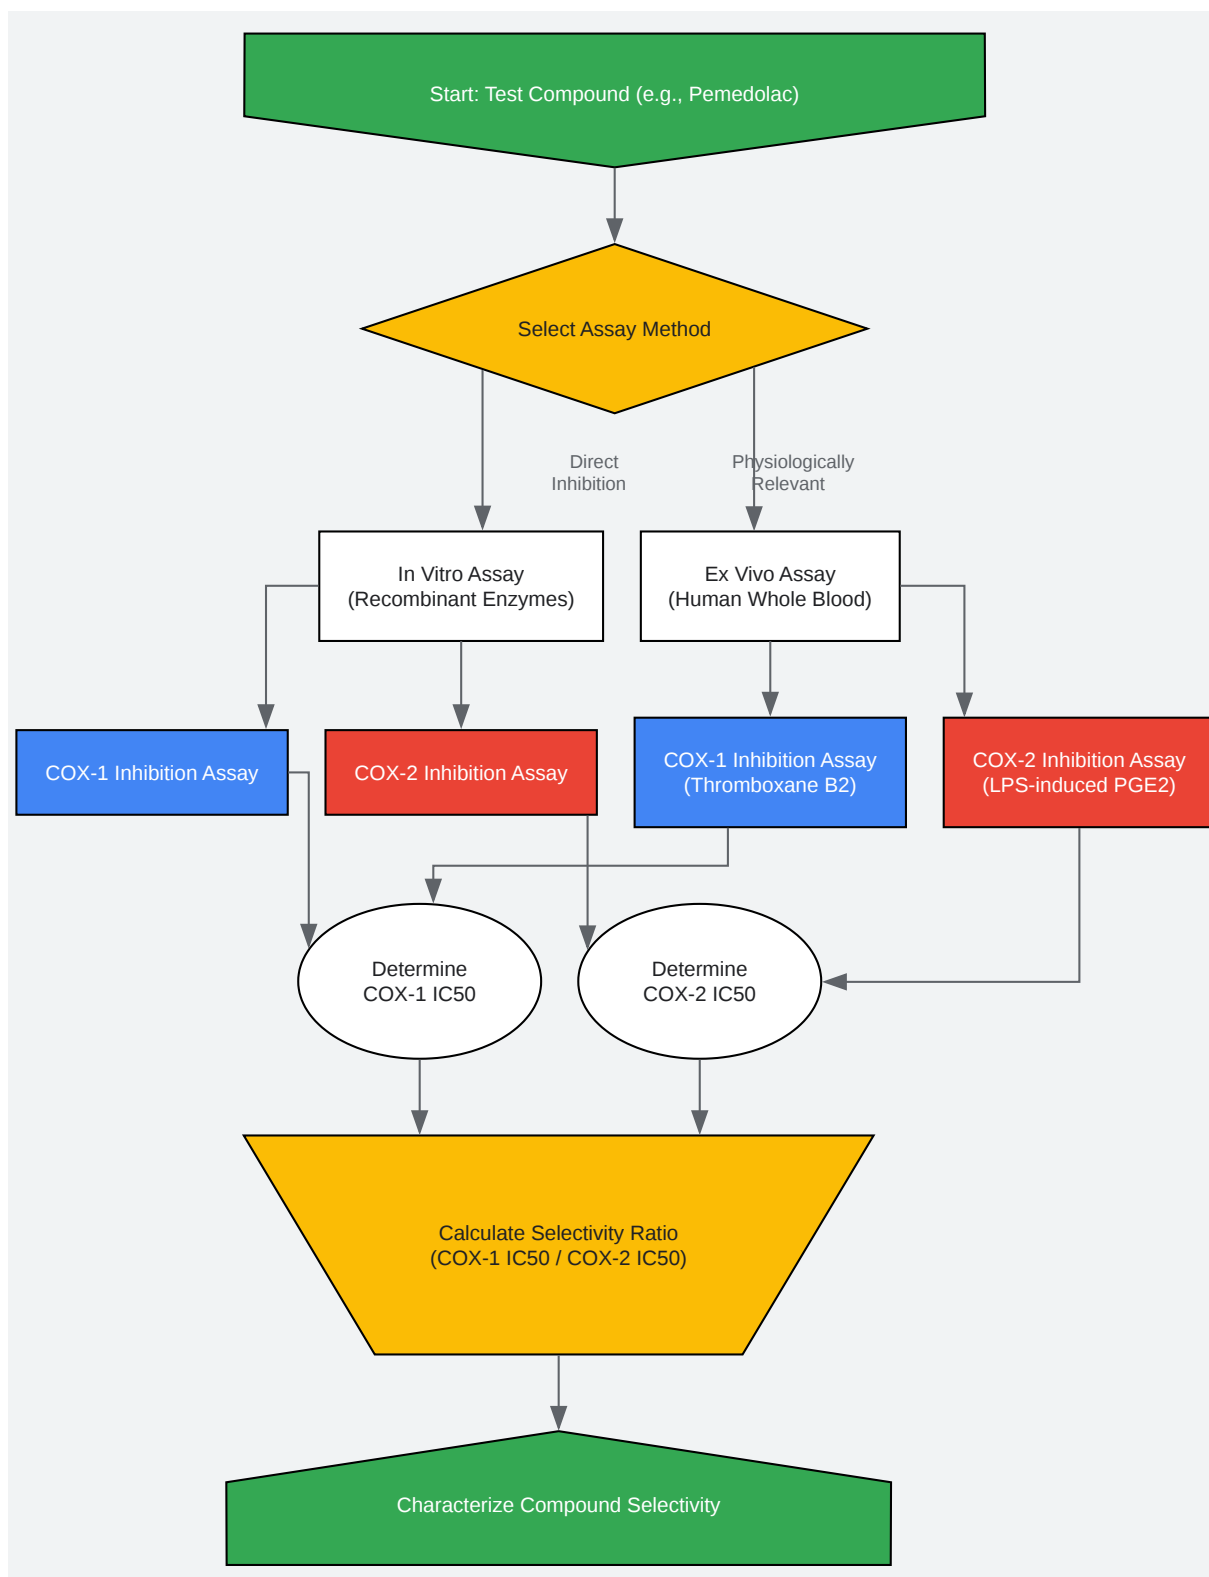 Start: Test Compound (e.g., Pemedolac)
Select Assay Method
Direct
Inhibition
Physiologically
Relevant
In Vitro Assay
(Recombinant Enzymes)
Ex Vivo Assay
(Human Whole Blood)
COX-1 Inhibition Assay
COX-2 Inhibition Assay
COX-1 Inhibition Assay
(Thromboxane B2)
COX-2 Inhibition Assay
(LPS-induced PGE2)
Determine
COX-1 IC50
Determine
COX-2 IC50
Calculate Selectivity Ratio
(COX-1 IC50 / COX-2 IC50)
Characterize Compound Selectivity